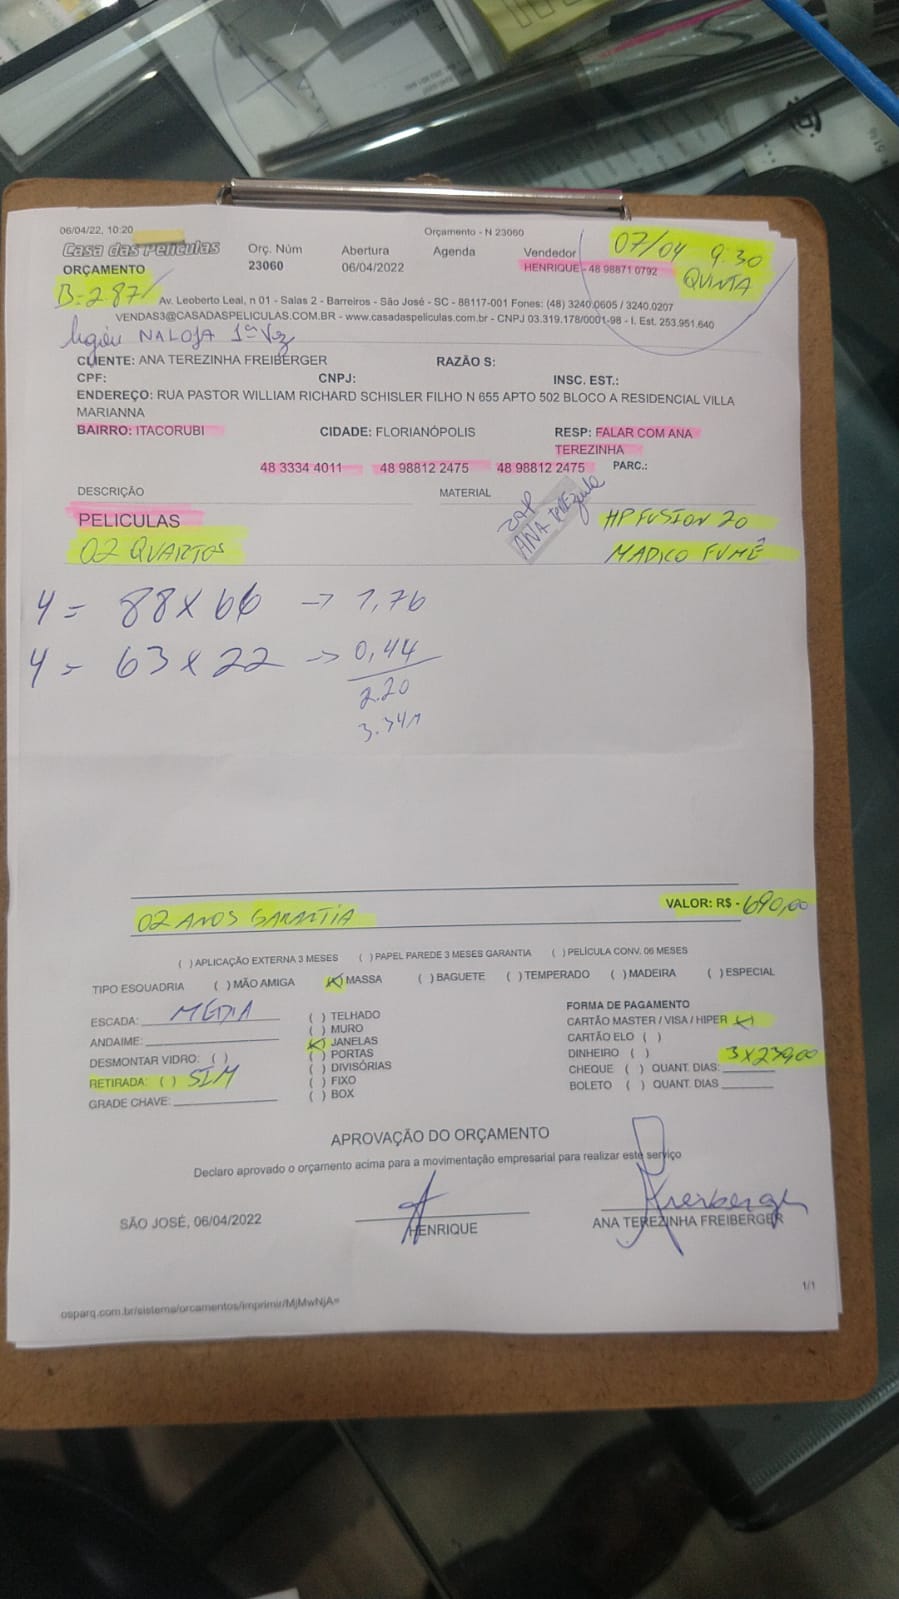 06/04/22, 10:20
Orçamento - N 23060
Casa das Películas
Orç. Núm
Abertura
Agenda
Vendedor
07/04 9:30
ORÇAMENTO
23060
06/04/2022
HENRIQUE - 48 98871 0792
QUINTA
B-287
Av. Leoberto Leal, n 01 - Salas 2 - Barreiros - São José - SC - 88117-001 Fones: (48) 3240.0605 / 3240.0207
VENDAS3@CASADASPELICULAS.COM.BR - www.casadaspeliculas.com.br - CNPJ 03.319.178/0001-98 - I. Est. 253.951.640
NA LOJA 1ª Vez
CLIENTE: ANA TEREZINHA FREIBERGER RAZÃO S:
CPF: CNPJ: INSC. EST.:
ENDEREÇO: RUA PASTOR WILLIAM RICHARD SCHISLER FILHO N 655 APTO 502 BLOCO A RESIDENCIAL VILLA
MARIANNA
BAIRRO: ITACORUBI CIDADE: FLORIANÓPOLIS RESP: FALAR COM ANA
TEREZINHA
48 3334 4011 48 98812 2475 48 98812 2475 PARC.:
DESCRIÇÃO MATERIAL
ZAP
ANA
PELICULAS HP FUSION 20
02 QUARTOS MADICO FUMÊ
4 = 88 X 66 -> 1,76
4 = 63 X 22 -> 0,44
2.20
02 ANOS GARANTIA VALOR: R$ - 690,00
( ) APLICAÇÃO EXTERNA 3 MESES ( ) PAPEL PAREDE 3 MESES GARANTIA ( ) PELÍCULA CONV. 06 MESES
TIPO ESQUADRIA ( ) MÃO AMIGA (X) MASSA ( ) BAGUETE ( ) TEMPERADO ( ) MADEIRA ( ) ESPECIAL
ESCADA: MEDIA
ANDAIME:
DESMONTAR VIDRO: ( )
RETIRADA: ( ) SIM
GRADE CHAVE:
( ) TELHADO
( ) MURO
(X) JANELAS
( ) PORTAS
( ) DIVISÓRIAS
( ) FIXO
( ) BOX
FORMA DE PAGAMENTO
CARTÃO MASTER / VISA / HIPER (X)
CARTÃO ELO ( )
DINHEIRO ( ) 3 X 239,00
CHEQUE ( ) QUANT. DIAS:
BOLETO ( ) QUANT. DIAS
APROVAÇÃO DO ORÇAMENTO
Declaro aprovado o orçamento acima para a movimentação empresarial para realizar este serviço
Freiberger
SÃO JOSÉ, 06/04/2022 HENRIQUE ANA TEREZINHA FREIBERGER
1/1
osparq.com.br/sistema/orcamentos/imprimir/MjMwNjA=